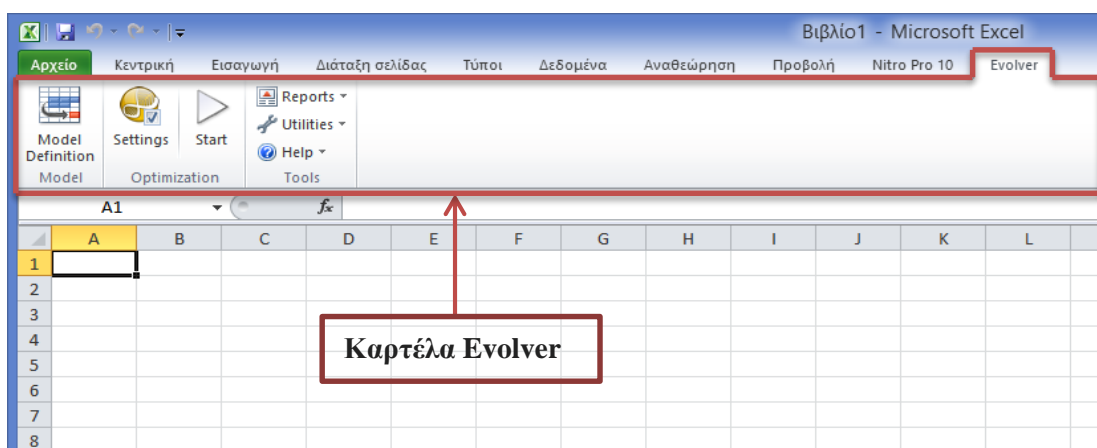 Βιβλίο1 - Microsoft Excel
Αρχείο Κεντρική Εισαγωγή Διάταξη σελίδας Τύποι Δεδομένα Αναθεώρηση Προβολή Nitro Pro 10 Evolver
Model Definition
Settings
Start
Reports
Utilities
Help
Model Optimization Tools
A1 fx
A B C D E F G H I J K L
1
2
3
4
5
6
7
8
Καρτέλα Evolver